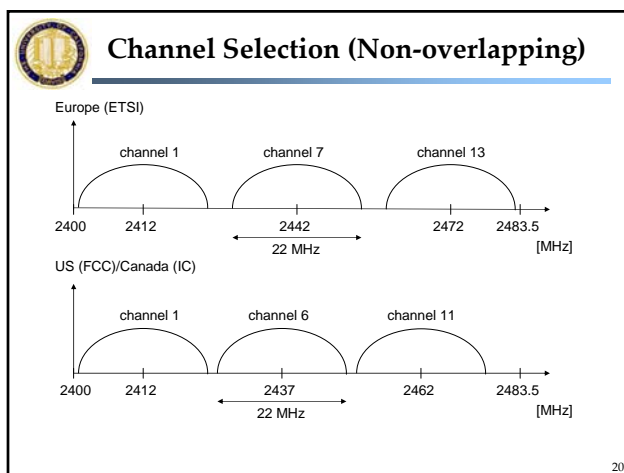 Channel Selection (Non-overlapping)
Europe (ETSI)
channel 1 channel 7 channel 13
2400 2412 2442 2472 2483.5
22 MHz [MHz]
US (FCC)/Canada (IC)
channel 1 channel 6 channel 11
2400 2412 2437 2462 2483.5
22 MHz [MHz]
20